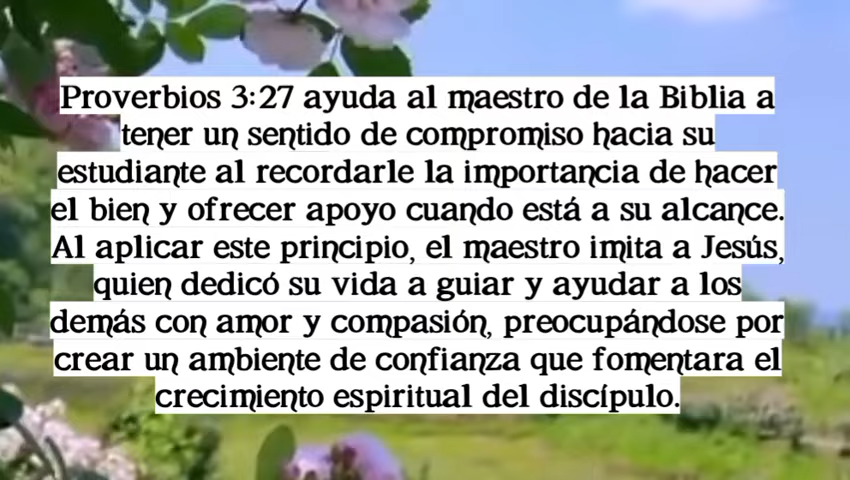 Proverbios 3:27 ayuda al maestro de la Biblia a
tener un sentido de compromiso hacia su
estudiante al recordarle la importancia de hacer
el bien y ofrecer apoyo cuando está a su alcance.
Al aplicar este principio, el maestro imita a Jesús,
quien dedicó su vida a guiar y ayudar a los
demás con amor y compasión, preocupándose por
crear un ambiente de confianza que fomentara el
crecimiento espiritual del discípulo.